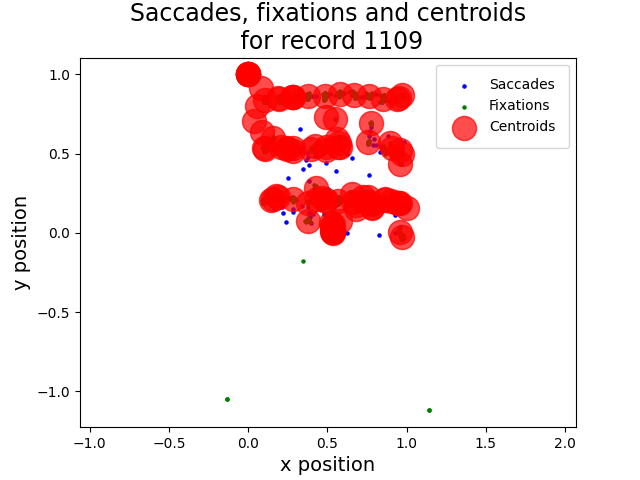 Saccades, fixations and centroids
for record 1109
Saccades
Fixations
Centroids
1.0
0.5
0.0
−0.5
−1.0
y position
−1.0
−0.5
0.0
0.5
1.0
1.5
2.0
x position